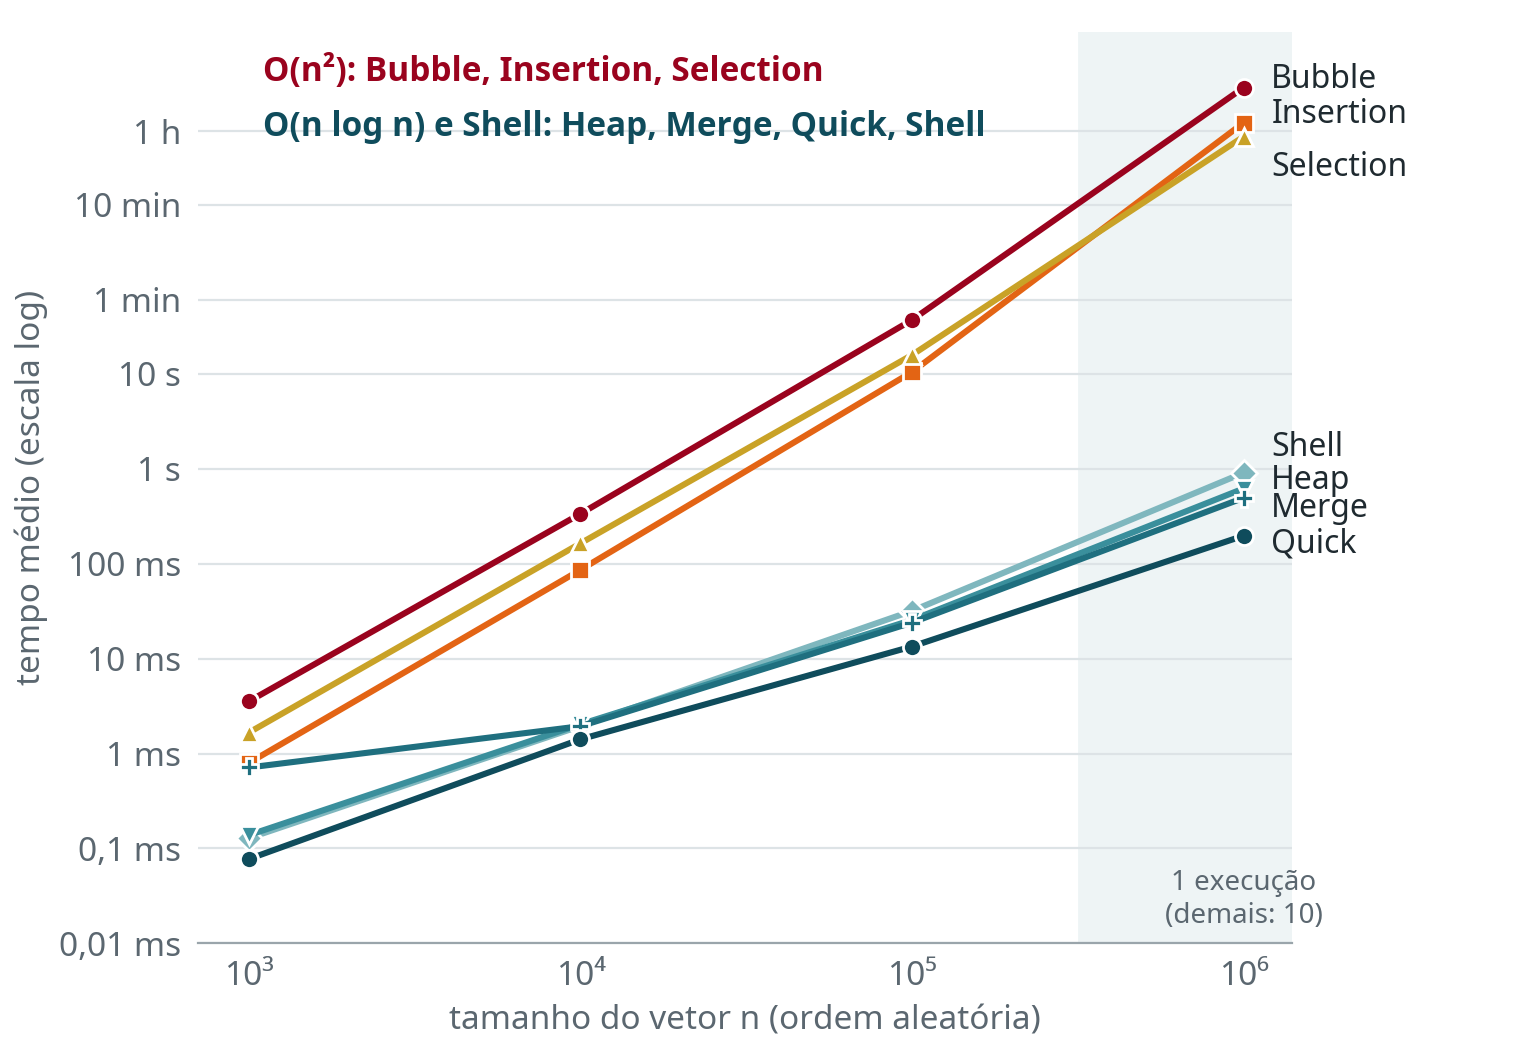 O(n²): Bubble, Insertion, Selection
O(n log n) e Shell: Heap, Merge, Quick, Shell
Bubble
Insertion
Selection
Shell
Heap
Merge
Quick
1 h
10 min
1 min
10 s
1 s
100 ms
10 ms
1 ms
0,1 ms
0,01 ms
tempo médio (escala log)
1 execução
(demais: 10)
10³ 10⁴ 10⁵ 10⁶
tamanho do vetor n (ordem aleatória)